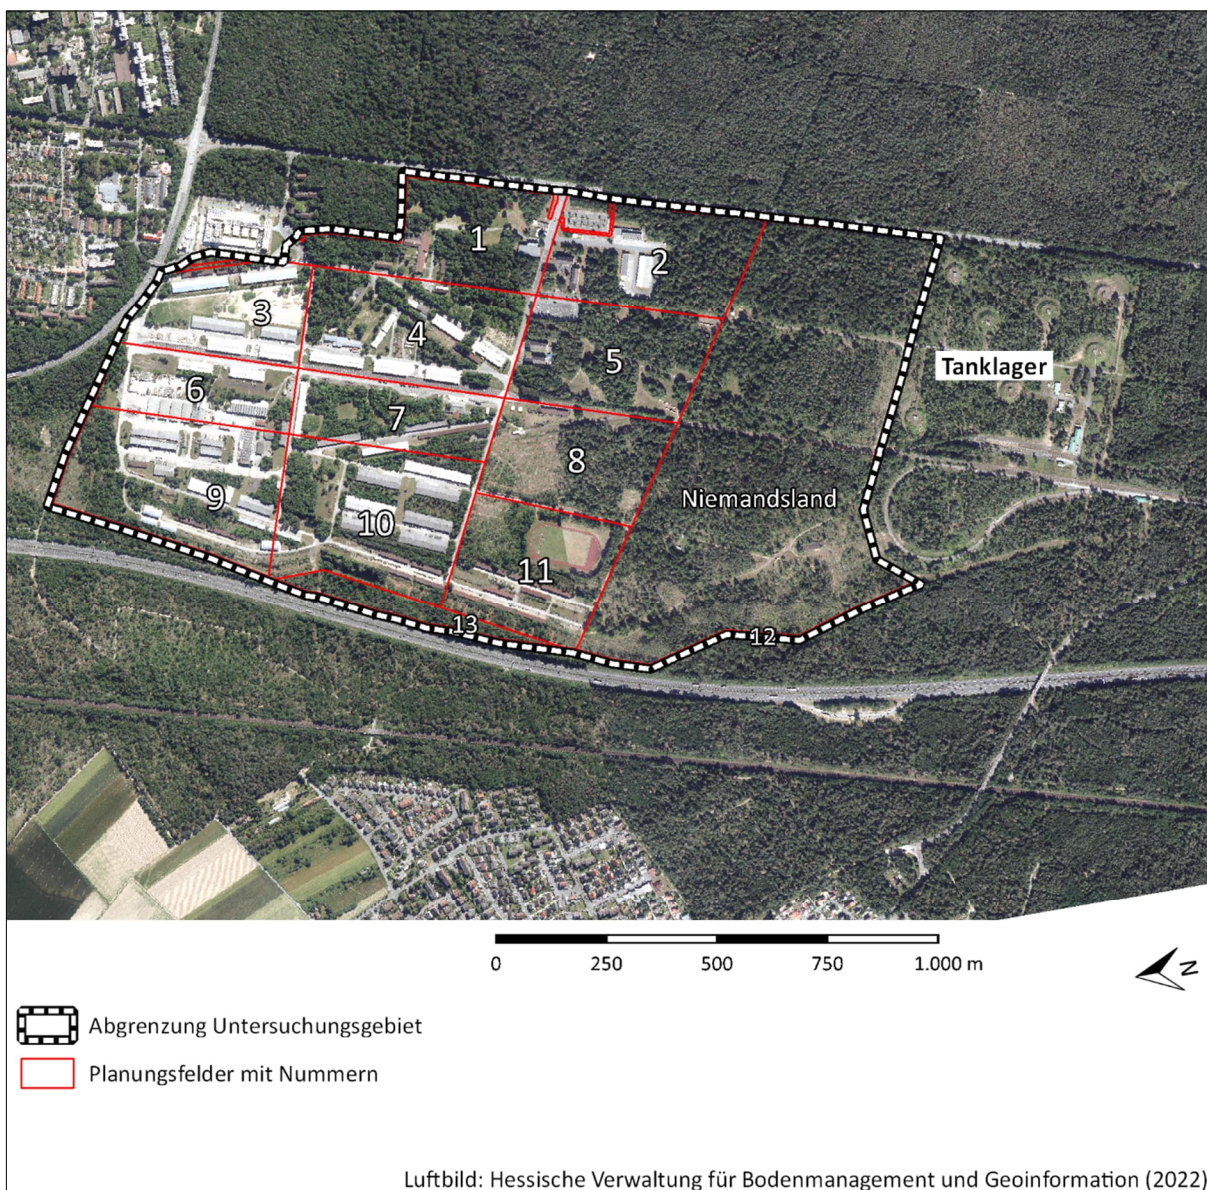 1
2
3
4
5
Tanklager
6
7
8
Niemandsland
9
10
11
13
12
0 250 500 750 1.000 m
N
Abgrenzung Untersuchungsgebiet
Planungsfelder mit Nummern
Luftbild: Hessische Verwaltung für Bodenmanagement und Geoinformation (2022)